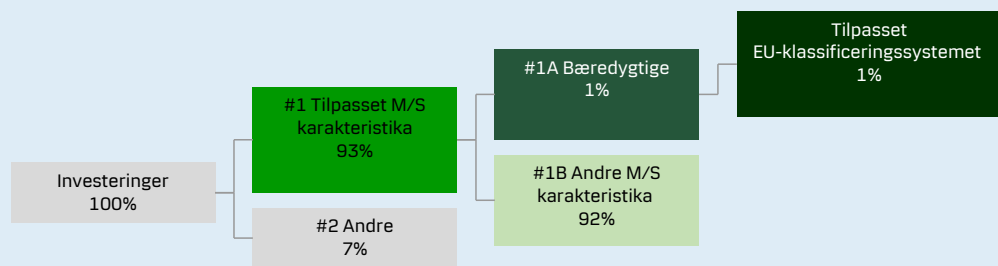 Investeringer
100%
#1 Tilpasset M/S
karakteristika
93%
#2 Andre
7%
#1A Bæredygtige
1%
#1B Andre M/S
karakteristika
92%
Tilpasset
EU-klassificeringssystemet
1%